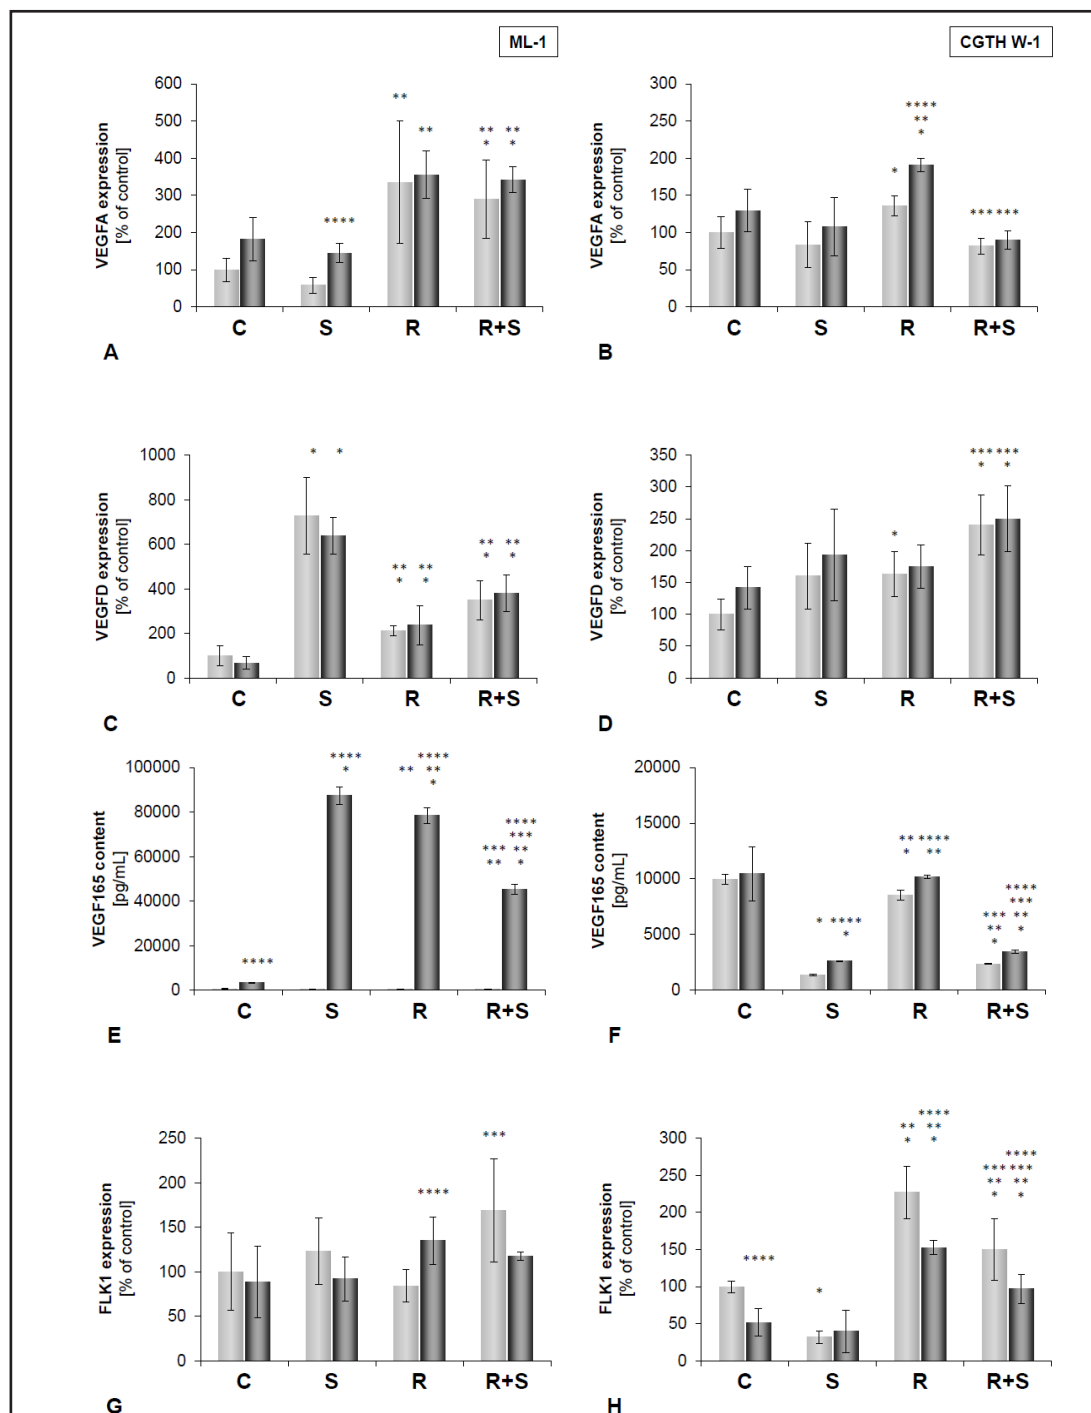 ML-1
CGTH W-1
VEGFA expression
[% of control]
600
500
400
300
200
100
0
** ** ** **
* *
****
C S R R+S
A
VEGFA expression
[% of control]
300
250
200
150
100
50
0
****
**
* *
*** ***
C S R R+S
B
VEGFD expression
[% of control]
1000
800
600
400
200
0
* *
** **
* *
** **
* *
C S R R+S
C
VEGFD expression
[% of control]
350
300
250
200
150
100
50
0
*
*** ***
* *
C S R R+S
D
VEGF165 content
[pg/mL]
100000
80000
60000
40000
20000
0
****
****
*
** ****
**
*
*** ****
** ***
**
*
C S R R+S
E
VEGF165 content
[pg/mL]
20000
15000
10000
5000
0
* ****
*
** ****
* **
*** ****
** ***
* **
*
C S R R+S
F
FLK1 expression
[% of control]
250
200
150
100
50
0
****
***
C S R R+S
G
FLK1 expression
[% of control]
300
250
200
150
100
50
0
****
*
** ****
* **
*
*** ****
** ***
* **
*
C S R R+S
H